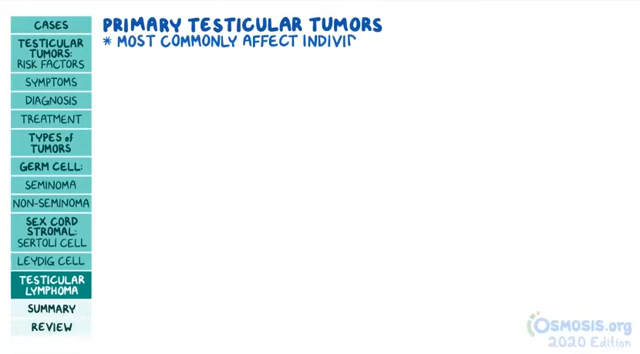 CASES
TESTICULAR
TUMORS:
RISK FACTORS
SYMPTOMS
DIAGNOSIS
TREATMENT
TYPES of
TUMORS
GERM CELL:
SEMINOMA
NON-SEMINOMA
SEX CORD
STROMAL:
SERTOLI CELL
LEYDIG CELL
TESTICULAR
LYMPHOMA
SUMMARY
REVIEW
PRIMARY TESTICULAR TUMORS
* MOST COMMONLY AFFECT
OSMOSIS.org
2020 Edition